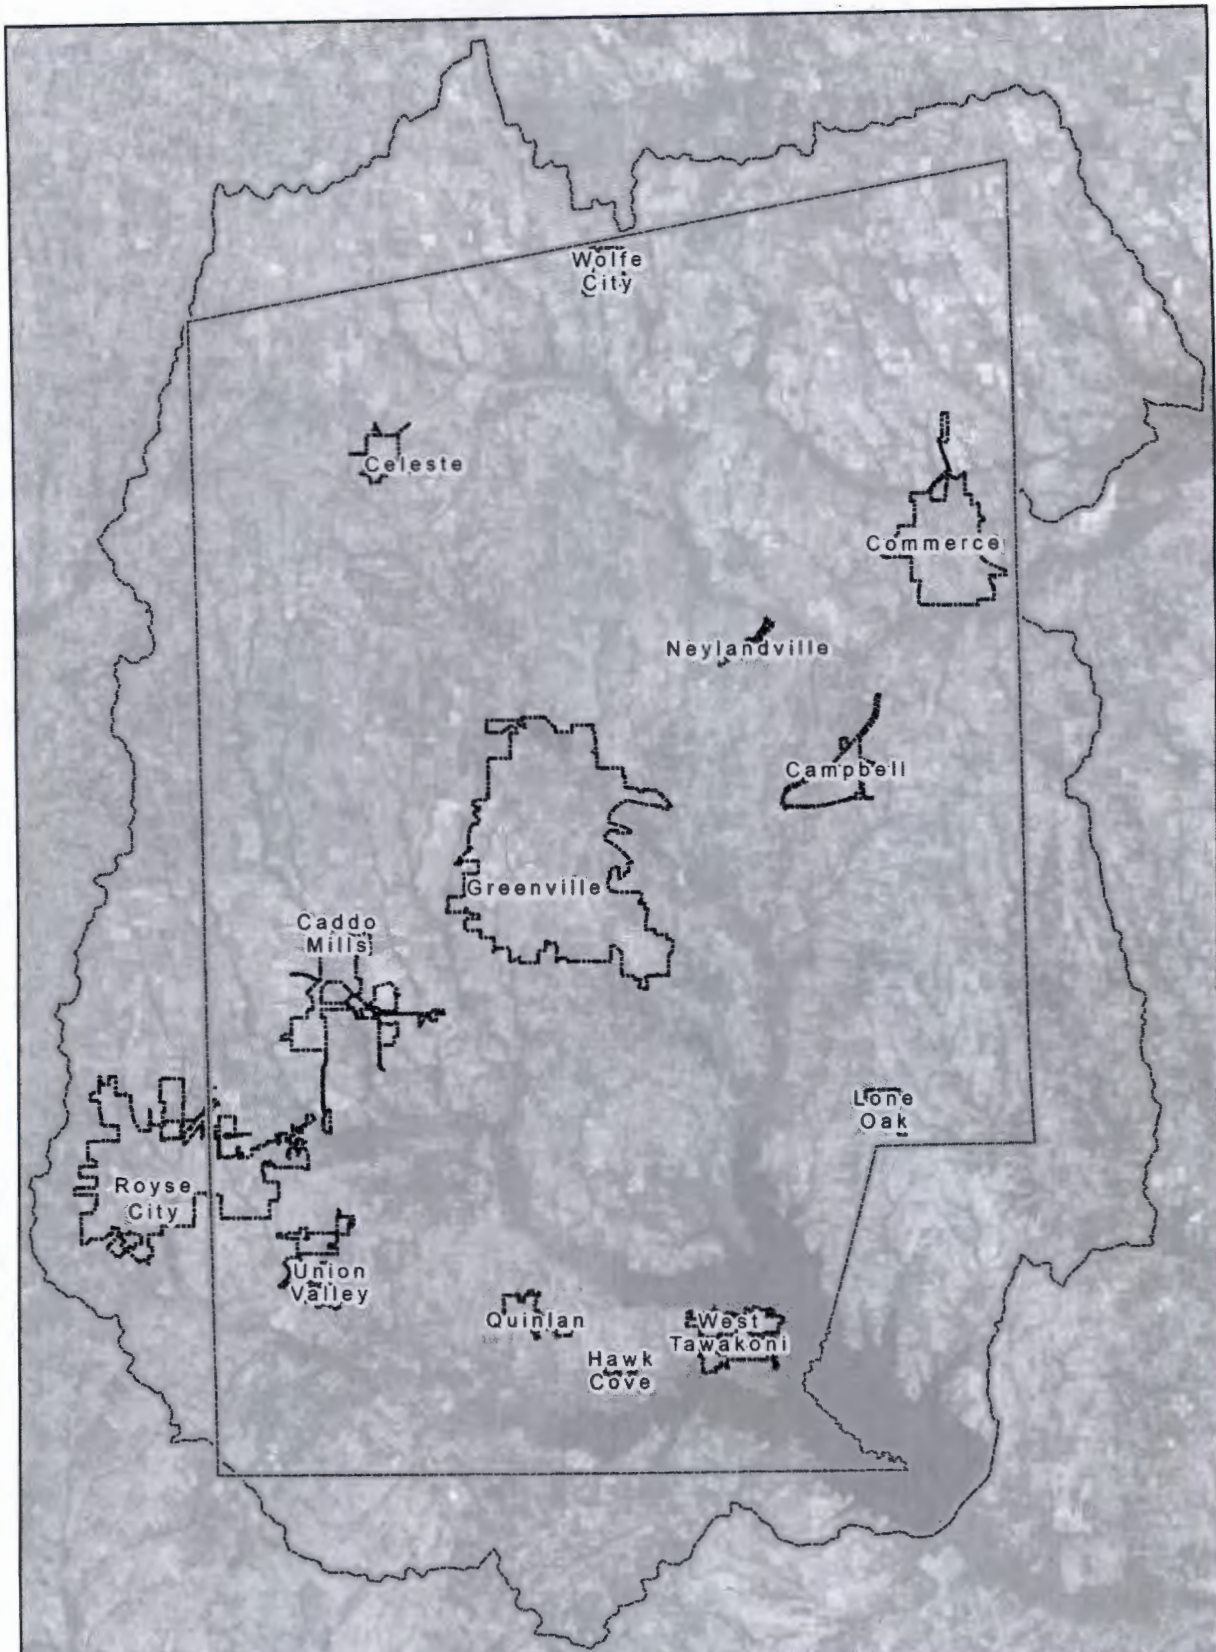 Wolfe
City
Celeste
Commerce
Neylandville
Campbell
Greenville
Caddo
Mills
Lone
Oak
Royse
City
Union
Valley
Quinlan
West
Tawakoni
Hawk
Cove